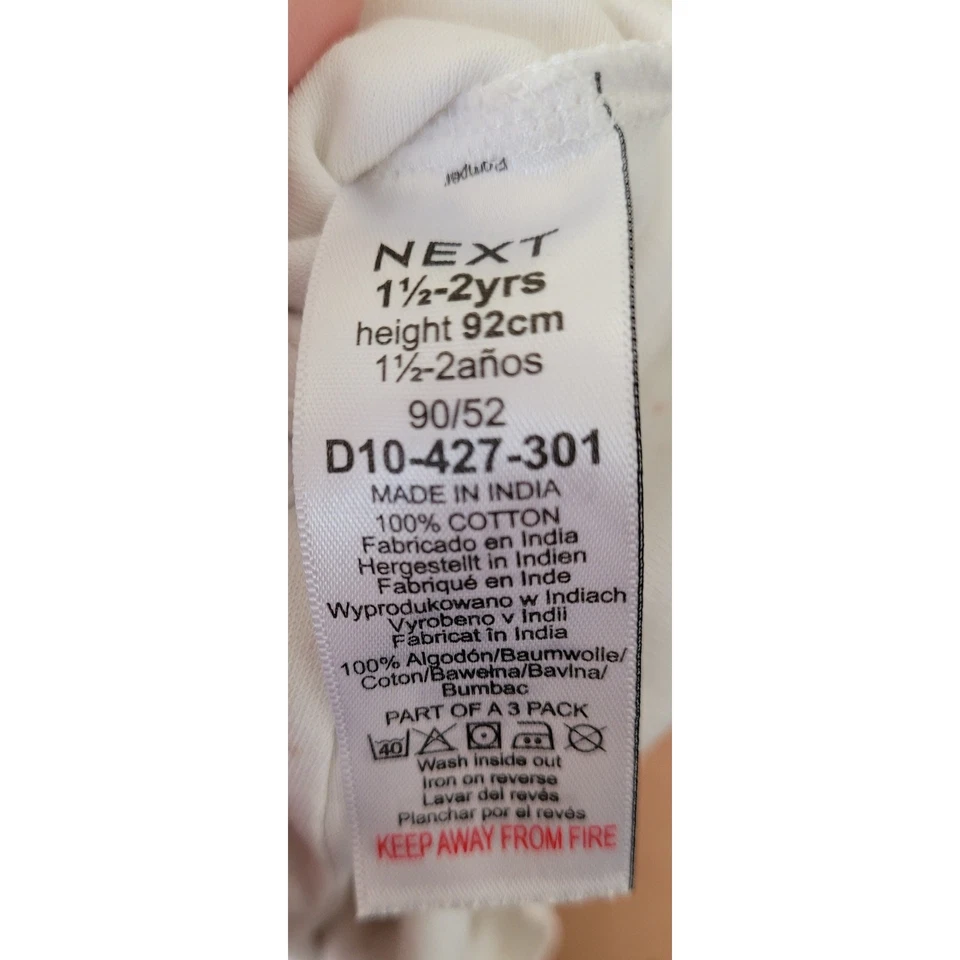 Romper
NEXT
1½-2yrs
height 92cm
1½-2años
90/52
D10-427-301
MADE IN INDIA
100% COTTON
Fabricado en India
Hergestellt in Indien
Fabriqué en Inde
Wyprodukowano w Indiach
Vyrobeno v Indii
Fabricat în India
100% Algodón/Baumwolle/
Coton/Bawełna/Bavlna/
Bumbac
PART OF A 3 PACK
40
Wash inside out
Iron on reverse
Lavar del revés
Planchar por el revés
KEEP AWAY FROM FIRE